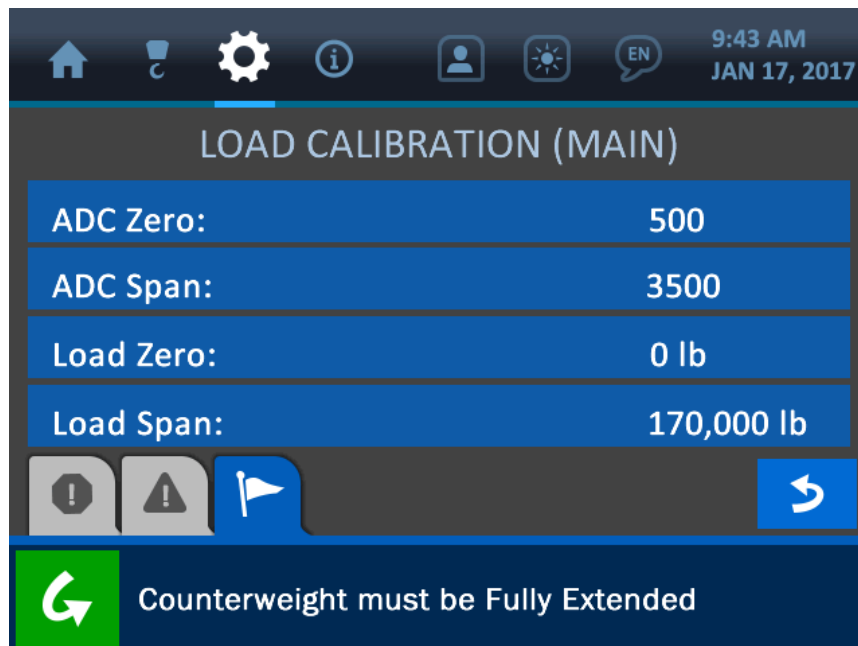 EN
9:43 AM
JAN 17, 2017
LOAD CALIBRATION (MAIN)
ADC Zero: 500
ADC Span: 3500
Load Zero: 0 lb
Load Span: 170,000 lb
Counterweight must be Fully Extended